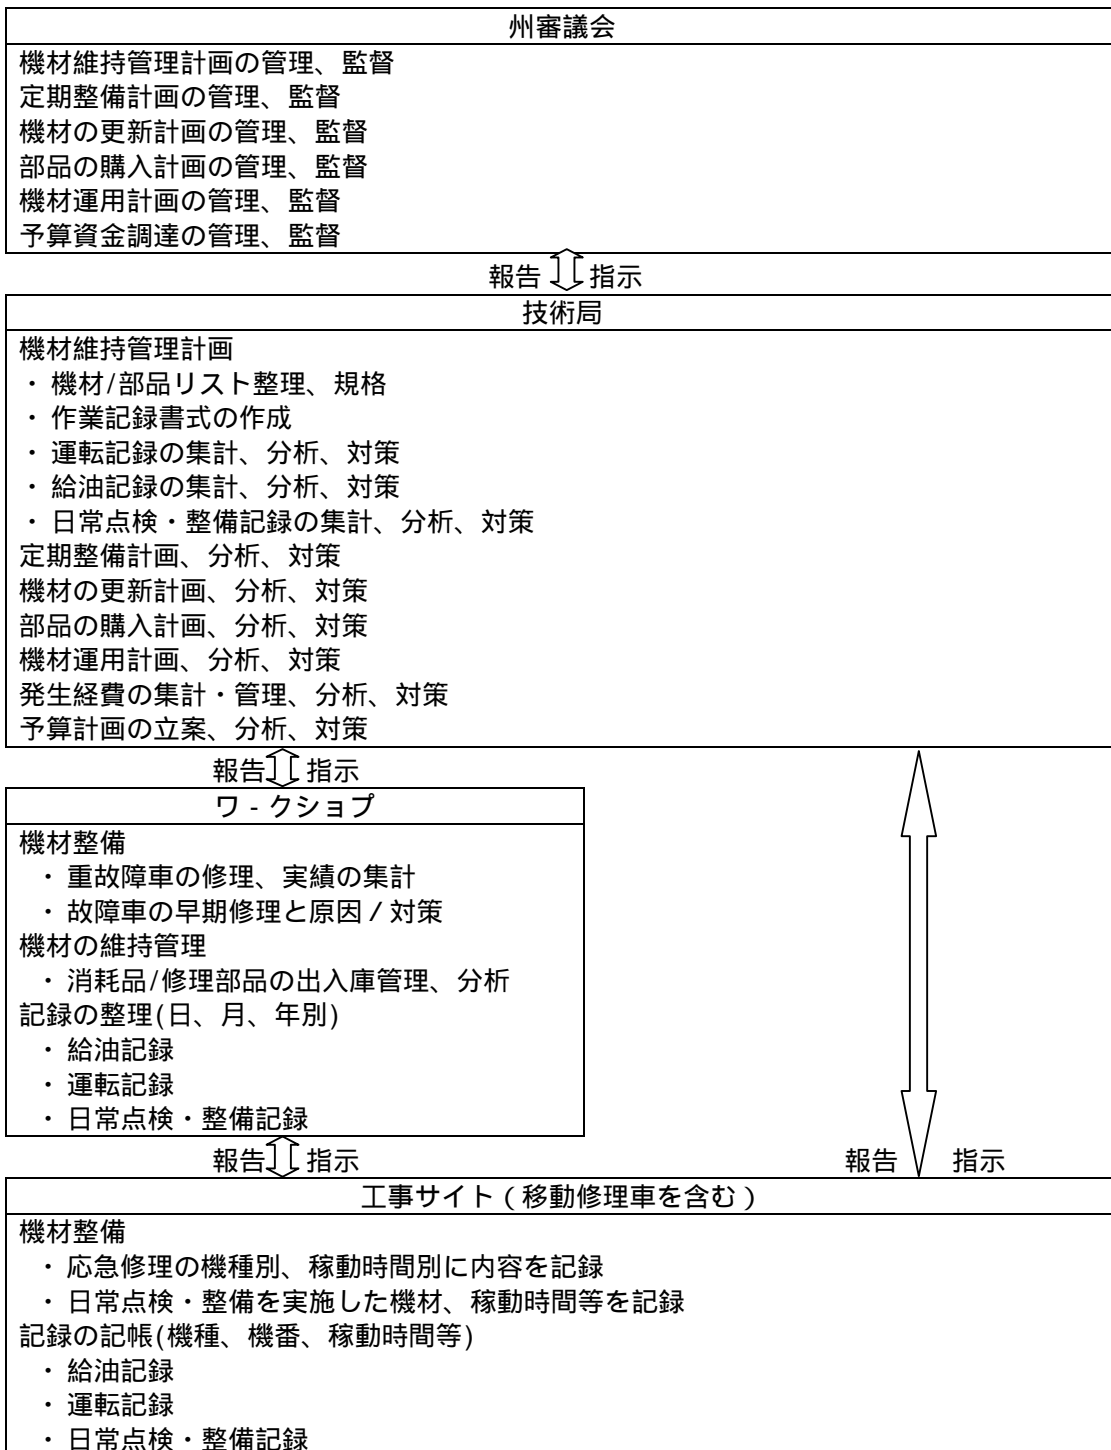 州審議会
機材維持管理計画の管理、監督
定期整備計画の管理、監督
機材の更新計画の管理、監督
部品の購入計画の管理、監督
機材運用計画の管理、監督
予算資金調達の管理、監督
報告 指示
技術局
機材維持管理計画
・機材/部品リスト整理、規格
・作業記録書式の作成
・運転記録の集計、分析、対策
・給油記録の集計、分析、対策
・日常点検・整備記録の集計、分析、対策
定期整備計画、分析、対策
機材の更新計画、分析、対策
部品の購入計画、分析、対策
機材運用計画、分析、対策
発生経費の集計・管理、分析、対策
予算計画の立案、分析、対策
報告 指示
ワ-クショプ
機材整備
・重故障車の修理、実績の集計
・故障車の早期修理と原因／対策
機材の維持管理
・消耗品/修理部品の出入庫管理、分析
記録の整理(日、月、年別)
・給油記録
・運転記録
・日常点検・整備記録
報告 指示 報告 指示
工事サイト（移動修理車を含む）
機材整備
・応急修理の機種別、稼動時間別に内容を記録
・日常点検・整備を実施した機材、稼動時間等を記録
記録の記帳(機種、機番、稼動時間等)
・給油記録
・運転記録
・日常点検・整備記録